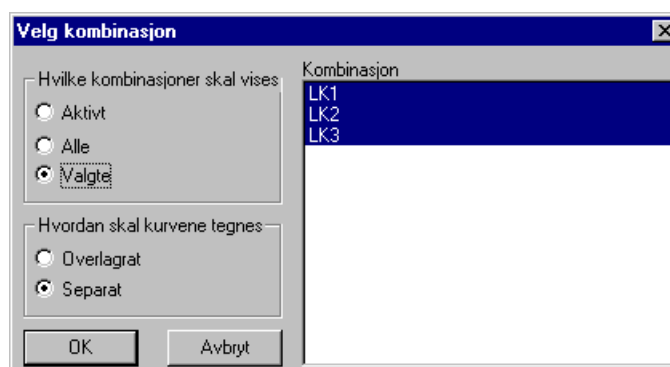 Velg kombinasjon
Hvilke kombinasjoner skal vises
Aktivt
Alle
Valgte
Hvordan skal kurvene tegnes
Overlagrat
Separat
OK
Avbryt
Kombinasjon
LK1
LK2
LK3